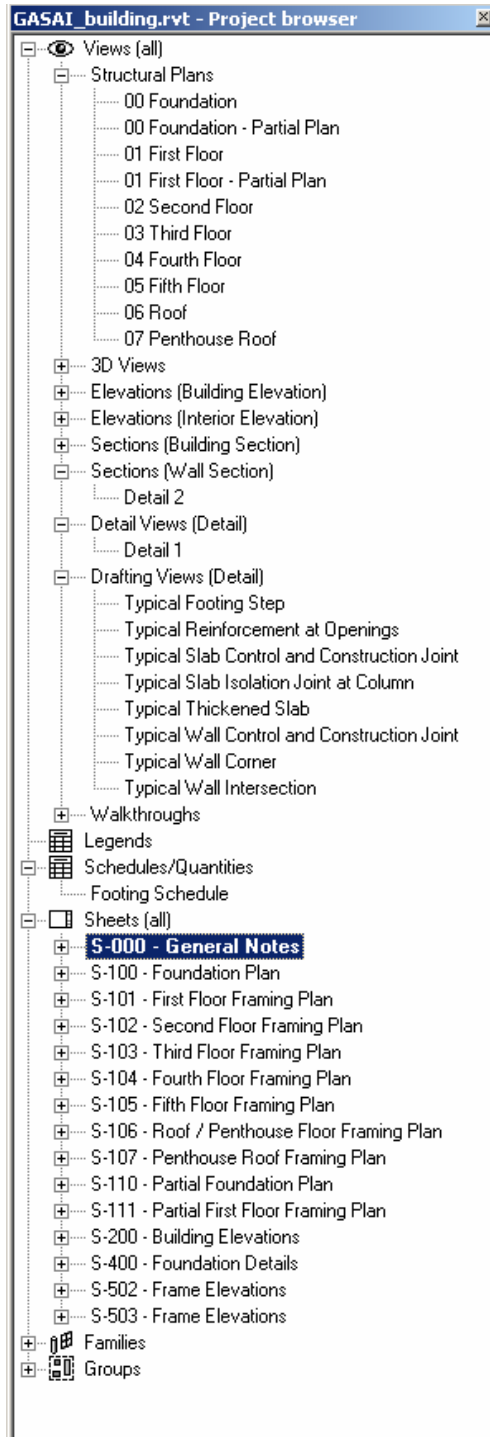 GASAI_building.rvt - Project browser
Views (all)
Structural Plans
00 Foundation
00 Foundation - Partial Plan
01 First Floor
01 First Floor - Partial Plan
02 Second Floor
03 Third Floor
04 Fourth Floor
05 Fifth Floor
06 Roof
07 Penthouse Roof
3D Views
Elevations (Building Elevation)
Elevations (Interior Elevation)
Sections (Building Section)
Sections (Wall Section)
Detail 2
Detail Views (Detail)
Detail 1
Drafting Views (Detail)
Typical Footing Step
Typical Reinforcement at Openings
Typical Slab Control and Construction Joint
Typical Slab Isolation Joint at Column
Typical Thickened Slab
Typical Wall Control and Construction Joint
Typical Wall Corner
Typical Wall Intersection
Walkthroughs
Legends
Schedules/Quantities
Footing Schedule
Sheets (all)
S-000 - General Notes
S-100 - Foundation Plan
S-101 - First Floor Framing Plan
S-102 - Second Floor Framing Plan
S-103 - Third Floor Framing Plan
S-104 - Fourth Floor Framing Plan
S-105 - Fifth Floor Framing Plan
S-106 - Roof / Penthouse Floor Framing Plan
S-107 - Penthouse Roof Framing Plan
S-110 - Partial Foundation Plan
S-111 - Partial First Floor Framing Plan
S-200 - Building Elevations
S-400 - Foundation Details
S-502 - Frame Elevations
S-503 - Frame Elevations
Families
Groups